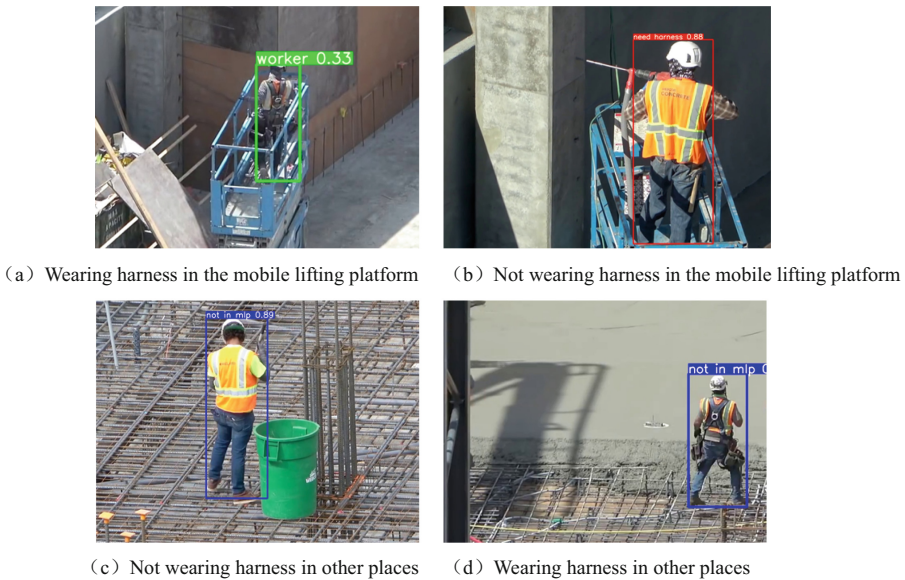 worker 0.33
need harness 0.88
(a) Wearing harness in the mobile lifting platform
(b) Not wearing harness in the mobile lifting platform
not in mlp 0.89
not in mlp 0
(c) Not wearing harness in other places
(d) Wearing harness in other places